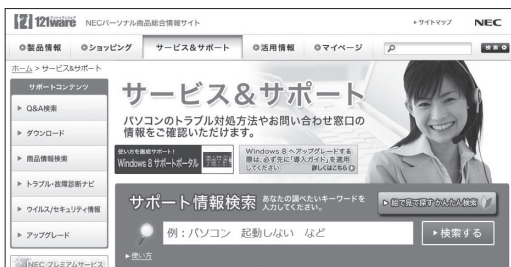 121ware NECパーソナル商品総合情報サイト
サイトマップ NEC
製品情報 ショッピング サービス&サポート 活用情報 マイページ 検索
ホーム > サービス&サポート
サポートコンテンツ
Q&A検索
ダウンロード
商品情報検索
トラブル・故障診断ナビ
ウイルス/セキュリティ情報
アップグレード
NECプレミアムサービス
サービス&サポート
パソコンのトラブル対処方法やお問い合わせ窓口の
情報をご確認いただけます。
使い方を徹底サポート!
Windows 8 サポートポータル
Windows 8 へアップグレードする
際は、必ず先に「導入ガイド」を適用
してください 詳しくはこちら
サポート情報検索 あなたの調べたいキーワードを
入力してください。
絵で見て探す かんたん検索
例:パソコン 起動しない など
検索する
使い方